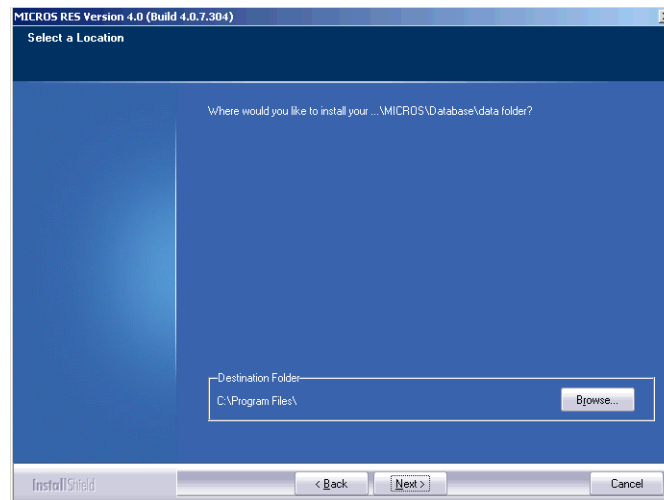 MICROS RES Version 4.0 (Build 4.0.7.304)
Select a Location
Where would you like to install your ...\MICROS\Database\data folder?
Destination Folder
C:\Program Files\
Browse...
InstallShield
< Back
Next >
Cancel